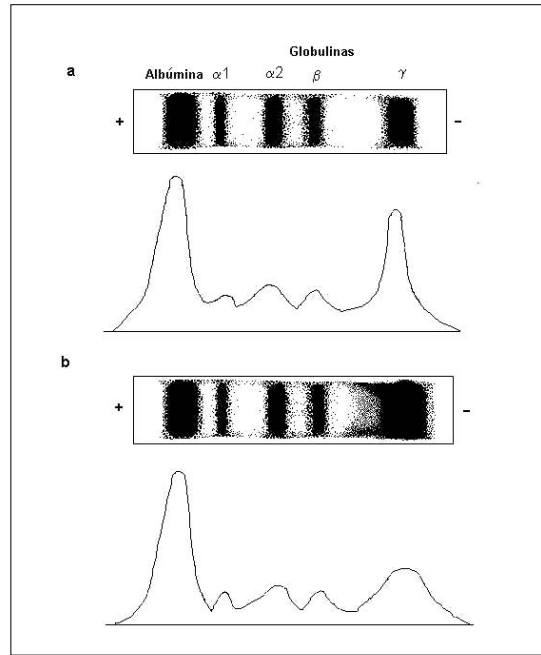 Globulinas
a
Albúmina α1 α2 β γ
+ −
b
+ −